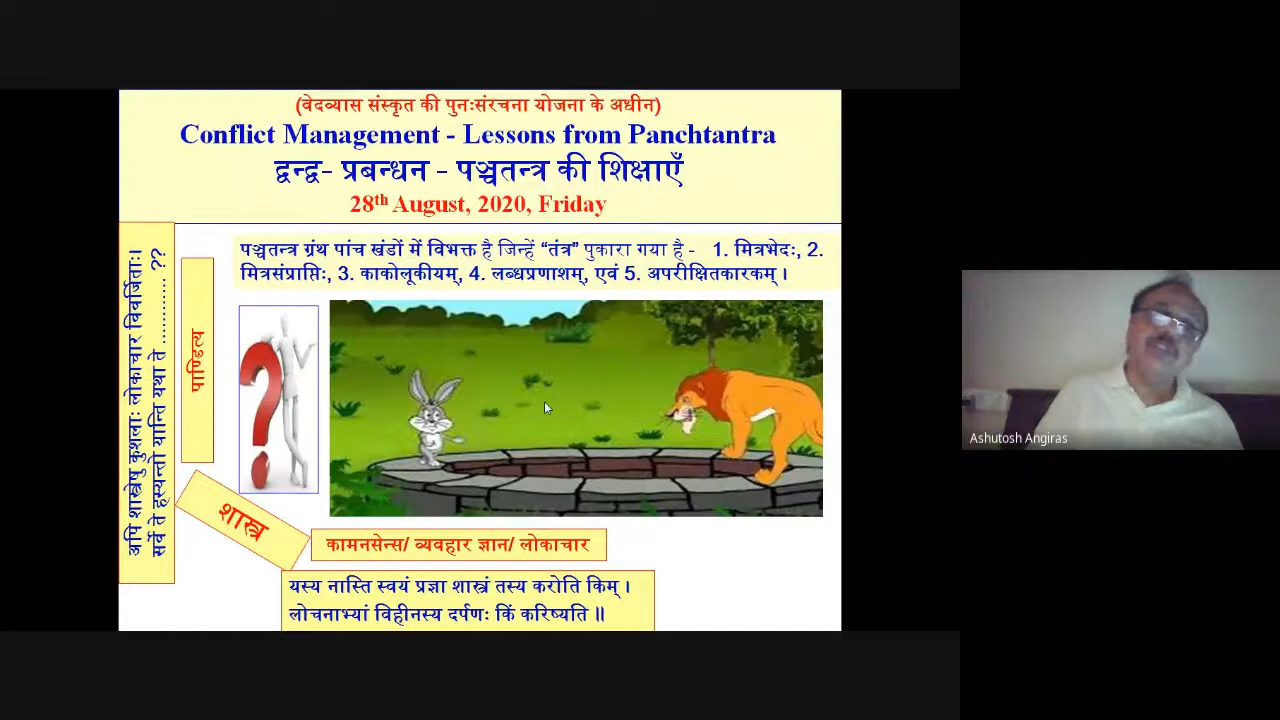 (वेदव्यास संस्कृत की पुनःसंरचना योजना के अधीन)
Conflict Management - Lessons from Panchtantra
द्वन्द्व- प्रबन्धन - पञ्चतन्त्र की शिक्षाएँ
28th August, 2020, Friday
पञ्चतन्त्र ग्रंथ पांच खंडों में विभक्त है जिन्हें “तंत्र” पुकारा गया है - 1. मित्रभेदः, 2.
मित्रसंप्राप्तिः, 3. काकोलूकीयम्, 4. लब्धप्रणाशम्, एवं 5. अपरीक्षितकारकम् ।
अपि शास्त्रेषु कुशलाः लोकाचार विवर्जिताः।
सर्वे ते हास्यन्तो यान्ति यथा ते ............ ??
पाण्डित्य
शास्त्र
कामनसेन्स/ व्यवहार ज्ञान/ लोकाचार
यस्य नास्ति स्वयं प्रज्ञा शास्त्रं तस्य करोति किम् ।
लोचनाभ्यां विहीनस्य दर्पणः किं करिष्यति ॥
Ashutosh Angiras